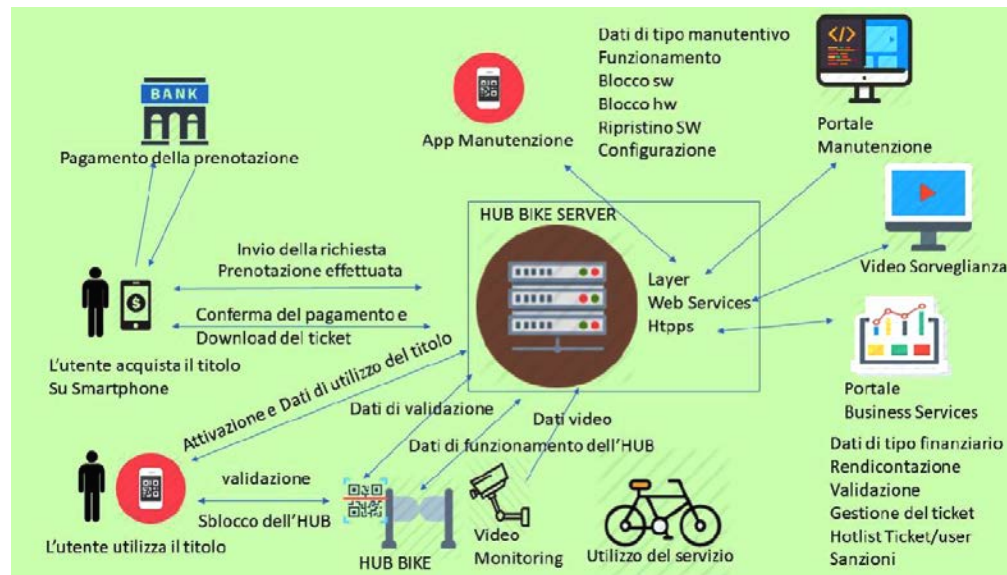 BANK
Pagamento della prenotazione
App Manutenzione
Dati di tipo manutentivo
Funzionamento
Blocco sw
Blocco hw
Ripristino SW
Configurazione
</>
Portale
Manutenzione
HUB BIKE SERVER
Invio della richiesta
Prenotazione effettuata
Layer
Web Services
Htpps
Video Sorveglianza
$
Conferma del pagamento e
Download del ticket
L'utente acquista il titolo
Su Smartphone
Attivazione e Dati di utilizzo del titolo
Portale
Business Services
Dati di validazione
Dati video
Dati di funzionamento dell'HUB
Dati di tipo finanziario
Rendicontazione
Validazione
Gestione del ticket
Hotlist Ticket/user
Sanzioni
validazione
Sblocco dell'HUB
L'utente utilizza il titolo
HUB BIKE
Video
Monitoring
Utilizzo del servizio